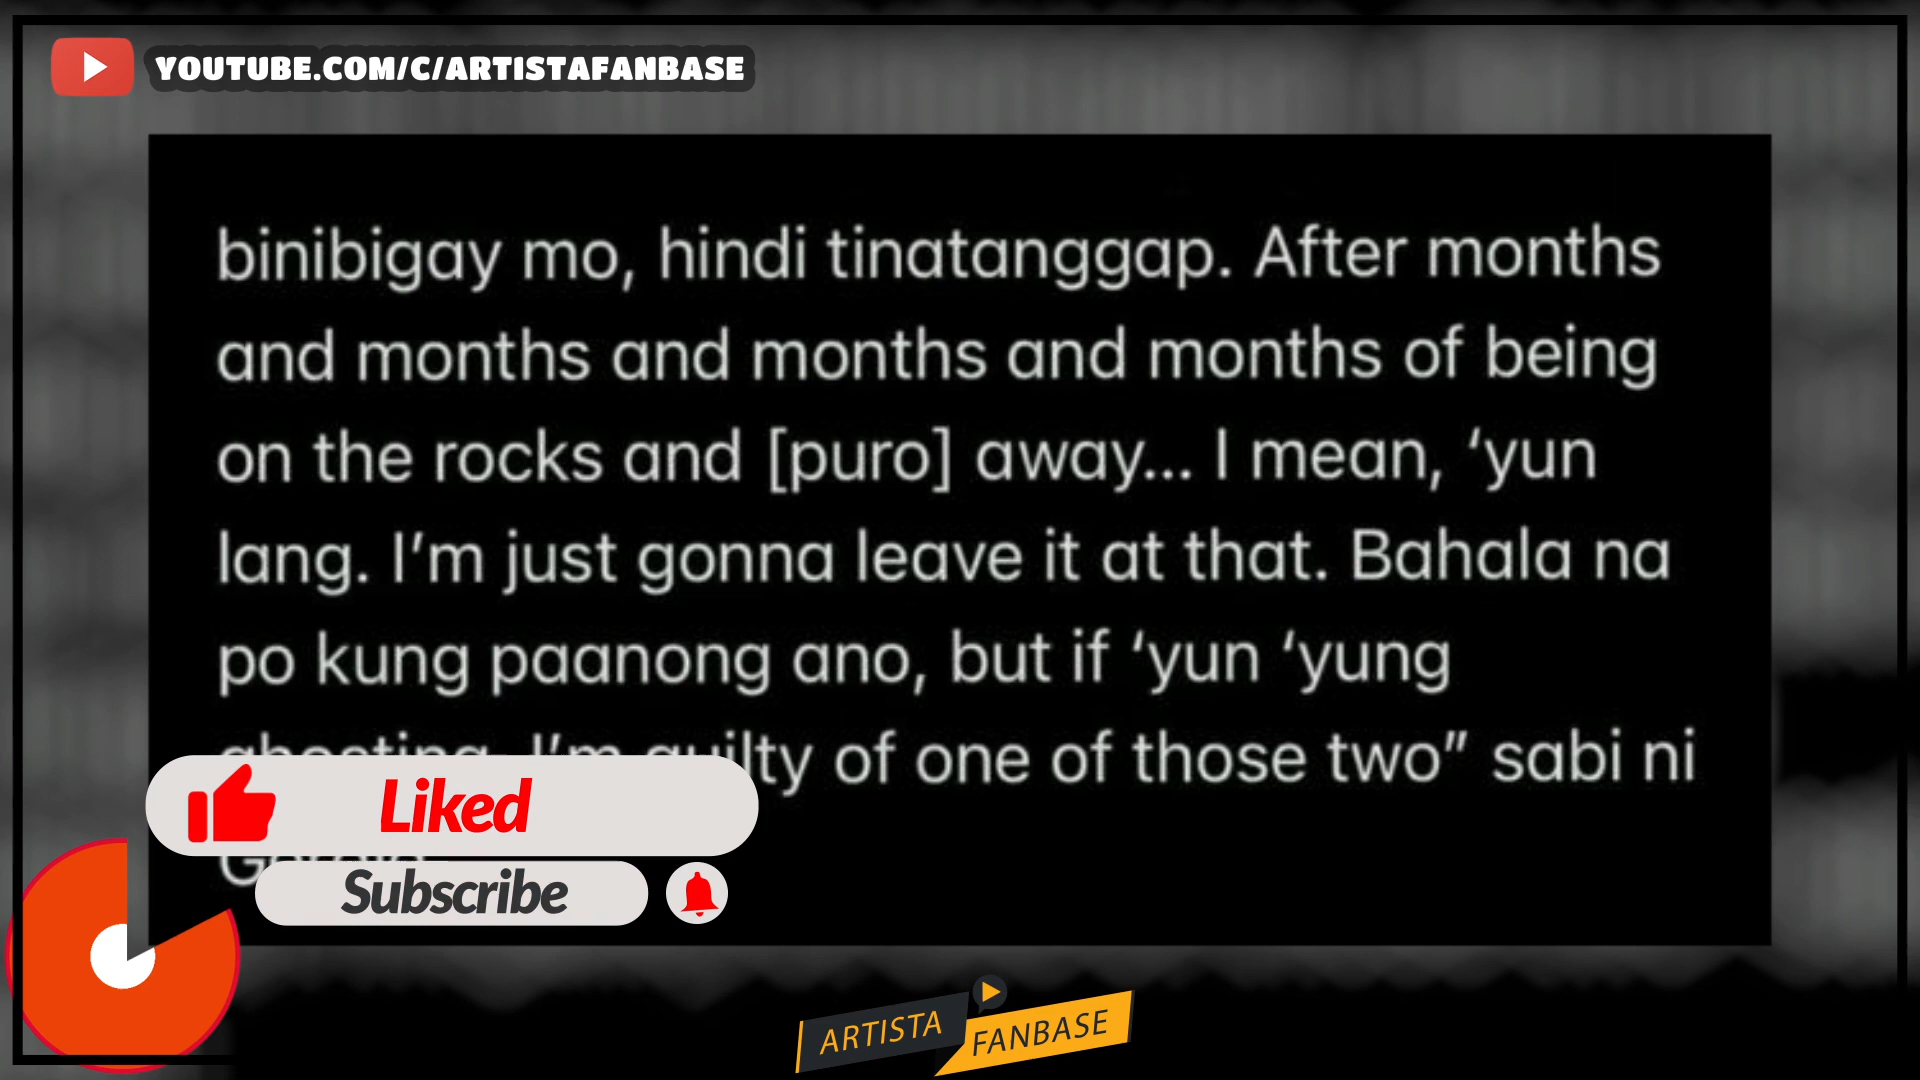 YOUTUBE.COM/C/ARTISTAFANBASE
binibigay mo, hindi tinatanggap. After months
and months and months and months of being
on the rocks and [puro] away... I mean, ‘yun
lang. I’m just gonna leave it at that. Bahala na
po kung paanong ano, but if ‘yun ‘yung
ghosting, I’m guilty of one of those two” sabi ni
Liked
Subscribe
ARTISTA
FANBASE